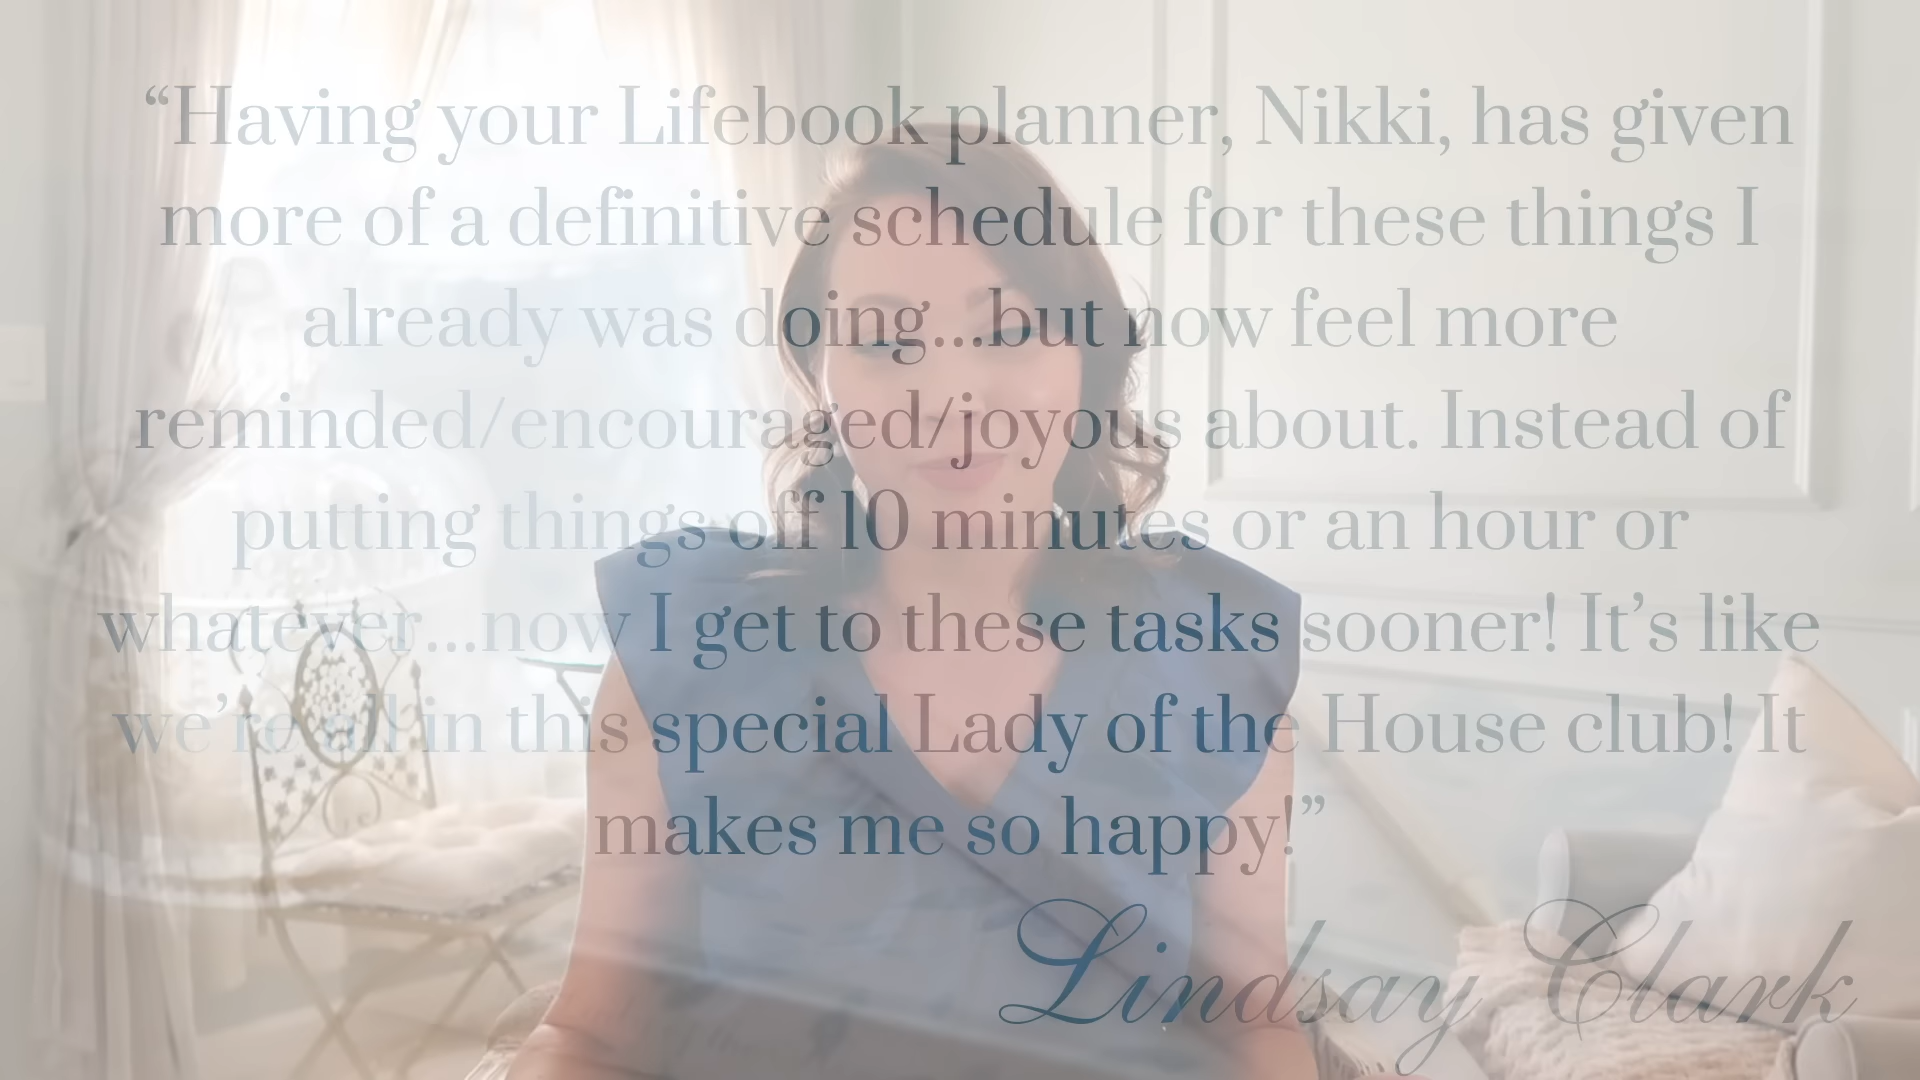 “Having your Lifebook planner, Nikki, has given
more of a definitive schedule for these things I
already was doing...but now feel more
reminded/encouraged/joyous about. Instead of
putting things off 10 minutes or an hour or
whatever...now I get to these tasks sooner! It’s like
we’re all in this special Lady of the House club! It
makes me so happy!”
Lindsay Clark